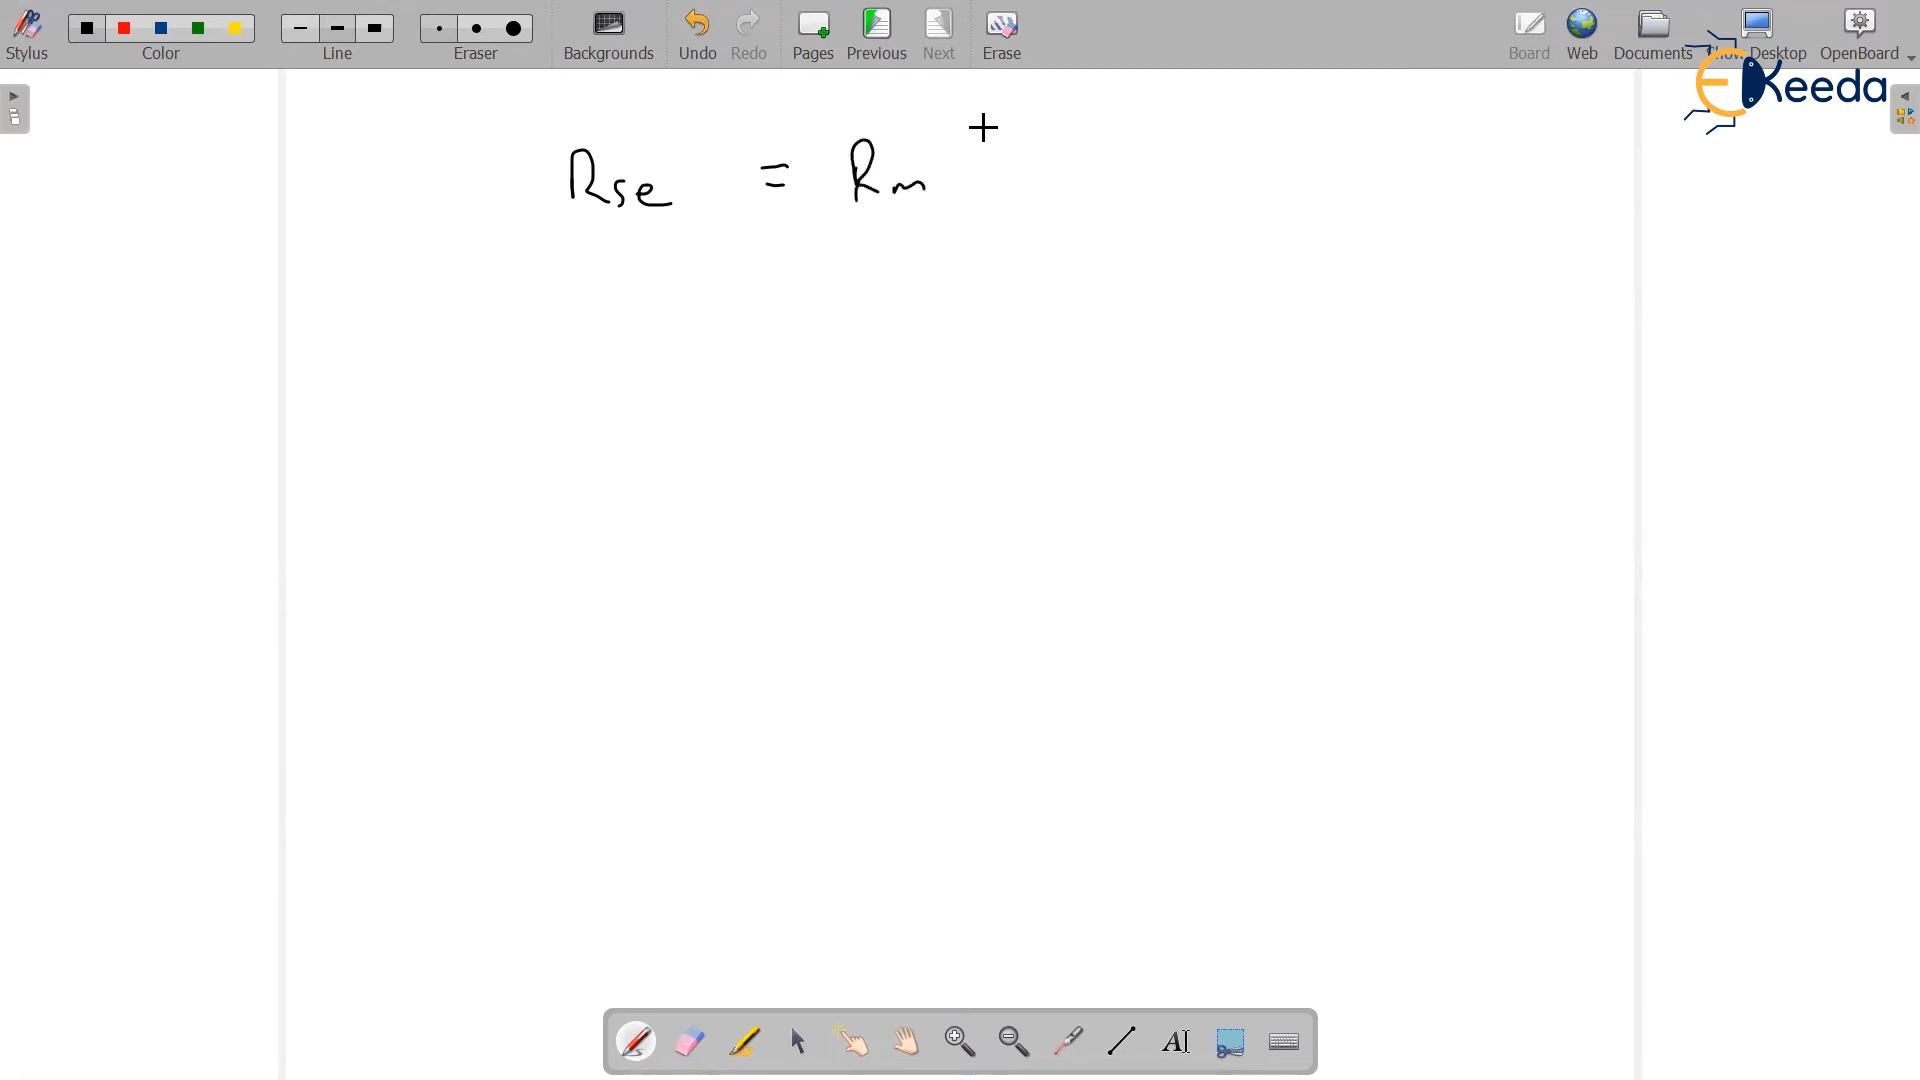 Stylus Color Line Eraser Backgrounds Undo Redo Pages Previous Next Erase Board Web Documents Desktop OpenBoard
EKeeda
Rse = Rm
AI